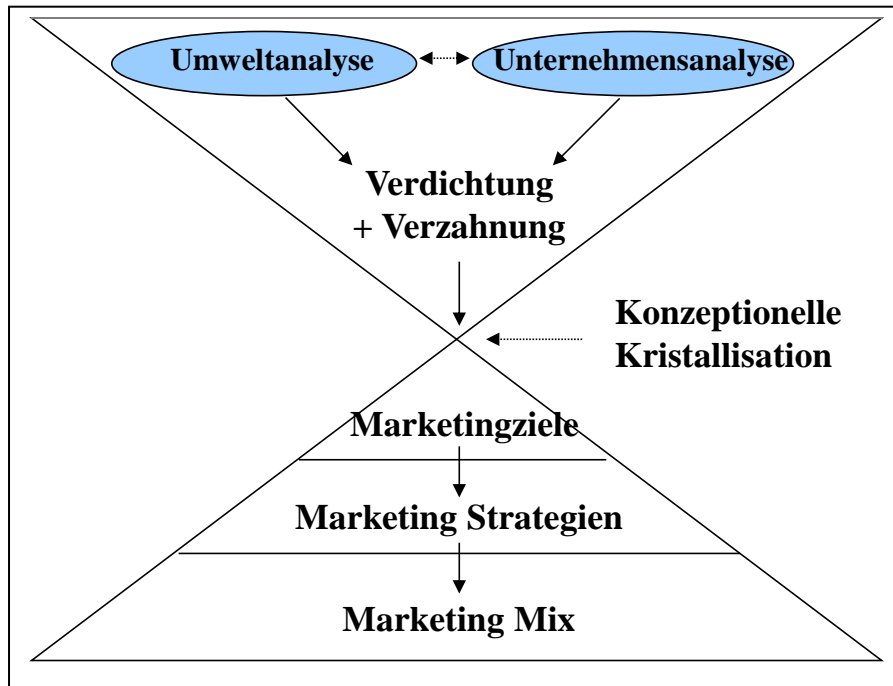 Umweltanalyse
Unternehmensanalyse
Verdichtung
+ Verzahnung
Konzeptionelle
Kristallisation
Marketingziele
Marketing Strategien
Marketing Mix